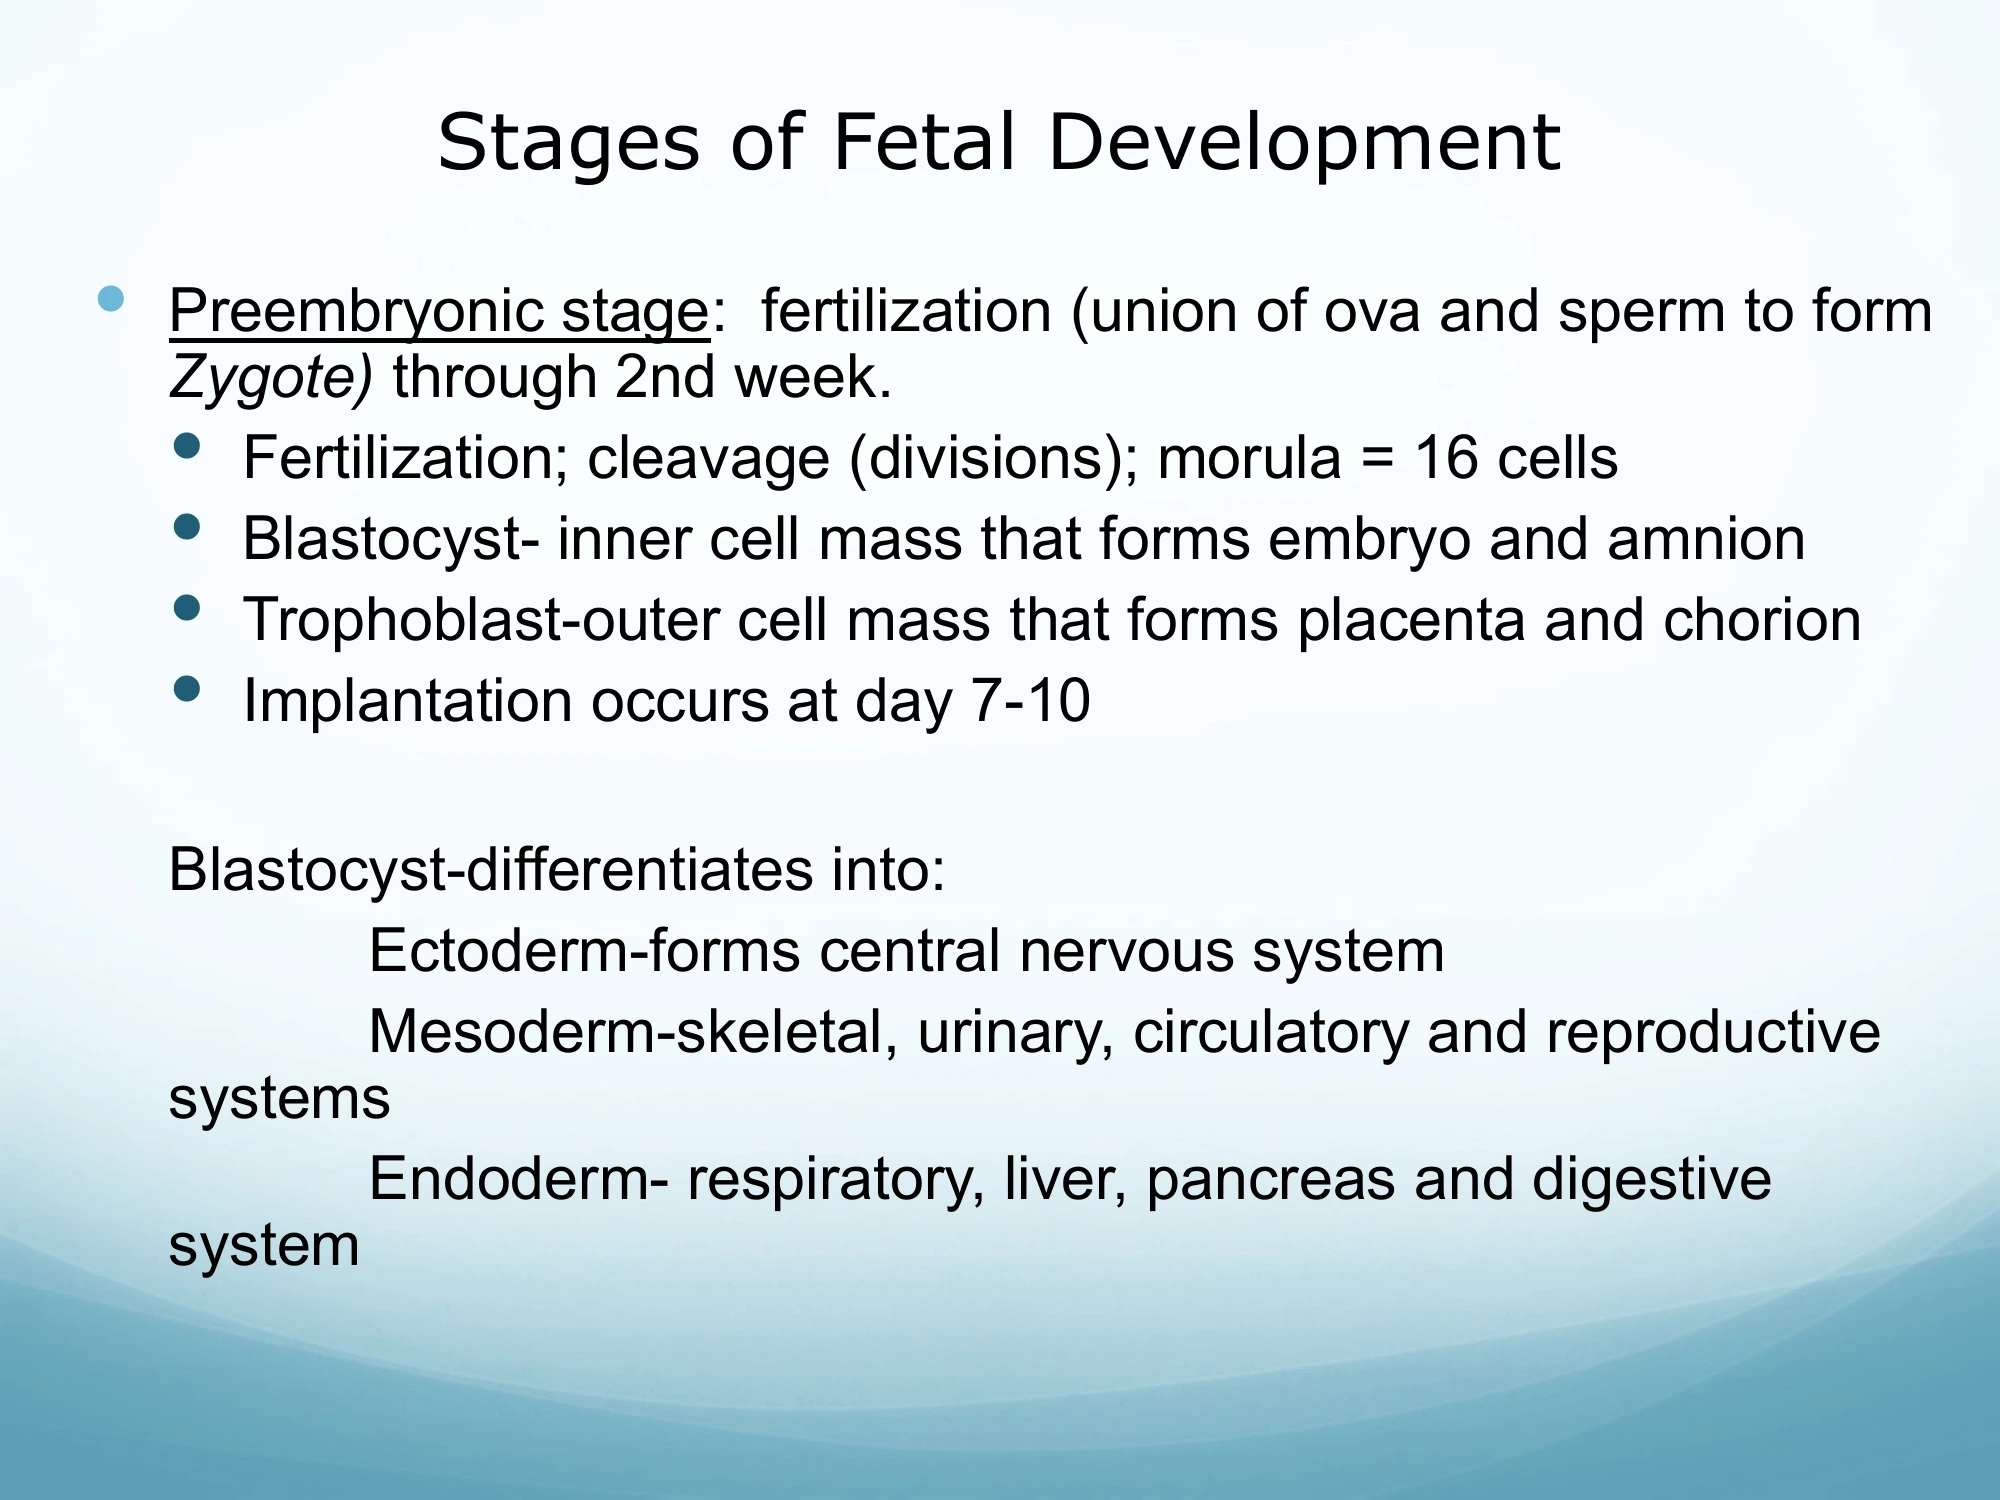 Stages of Fetal Development
• Preembryonic stage:  fertilization (union of ova and sperm to form
Zygote) through 2nd week.
• Fertilization; cleavage (divisions); morula = 16 cells
• Blastocyst- inner cell mass that forms embryo and amnion
• Trophoblast-outer cell mass that forms placenta and chorion
• Implantation occurs at day 7-10
Blastocyst-differentiates into:
Ectoderm-forms central nervous system
Mesoderm-skeletal, urinary, circulatory and reproductive
systems
Endoderm- respiratory, liver, pancreas and digestive
system